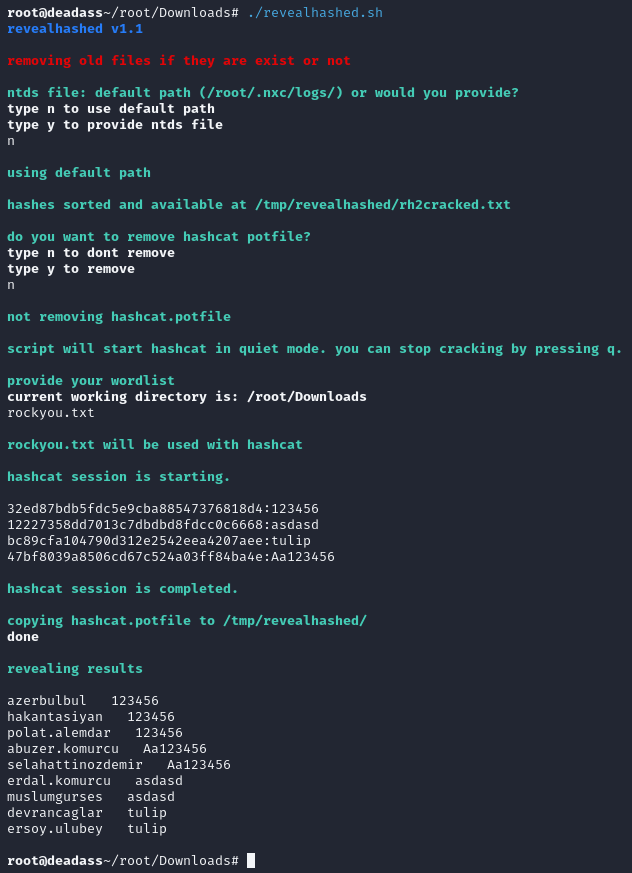 root@deadass~/root/Downloads# ./revealhashed.sh
revealhashed v1.1
removing old files if they are exist or not
ntds file: default path (/root/.nxc/logs/) or would you provide?
type n to use default path
type y to provide ntds file
n
using default path
hashes sorted and available at /tmp/revealhashed/rh2cracked.txt
do you want to remove hashcat potfile?
type n to dont remove
type y to remove
n
not removing hashcat.potfile
script will start hashcat in quiet mode. you can stop cracking by pressing q.
provide your wordlist
current working directory is: /root/Downloads
rockyou.txt
rockyou.txt will be used with hashcat
hashcat session is starting.
32ed87bdb5fdc5e9cba88547376818d4:123456
12227358dd7013c7dbdbd8fdcc0c6668:asdasd
bc89cfa104790d312e2542eea4207aee:tulip
47bf8039a8506cd67c524a03ff84ba4e:Aa123456
hashcat session is completed.
copying hashcat.potfile to /tmp/revealhashed/
done
revealing results
azerbulbul   123456
hakantasiyan   123456
polat.alemdar   123456
abuzer.komurcu   Aa123456
selahattinozdemir   Aa123456
erdal.komurcu   asdasd
muslumgurses   asdasd
devrancaglar   tulip
ersoy.ulubey   tulip
root@deadass~/root/Downloads#